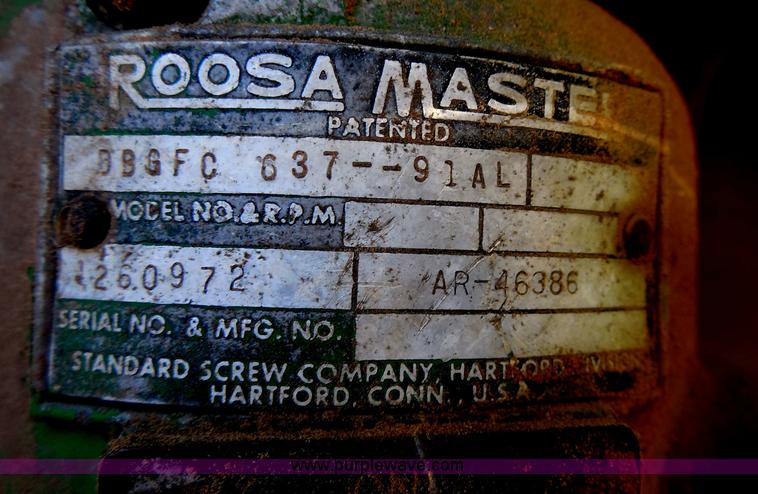 ROOSA MASTER
PATENTED
DBGFC 637--91AL
MODEL NO. & R.P.M.
1260972 AR-46386
SERIAL NO. & MFG. NO.
STANDARD SCREW COMPANY, HARTFORD DIVISION
HARTFORD, CONN., U.S.A.
www.purplewave.com